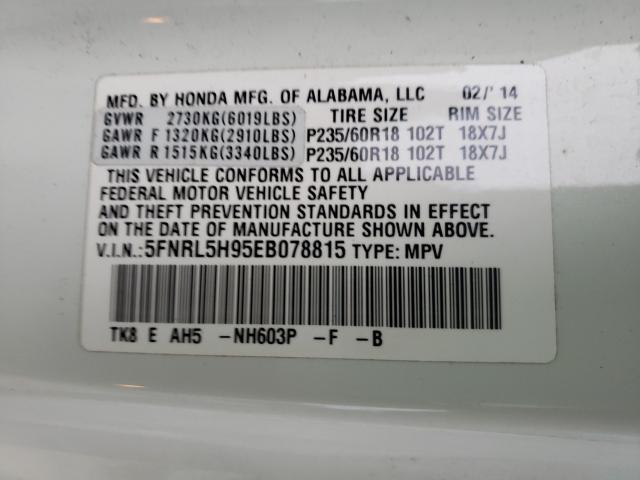 MFD. BY HONDA MFG. OF ALABAMA, LLC 02/'14
GVWR 2730KG(6019LBS) TIRE SIZE RIM SIZE
GAWR F 1320KG(2910LBS) P235/60R18 102T 18X7J
GAWR R 1515KG(3340LBS) P235/60R18 102T 18X7J
THIS VEHICLE CONFORMS TO ALL APPLICABLE
FEDERAL MOTOR VEHICLE SAFETY
AND THEFT PREVENTION STANDARDS IN EFFECT
ON THE DATE OF MANUFACTURE SHOWN ABOVE.
V.I.N.:5FNRL5H95EB078815 TYPE: MPV
TK8 E AH5 -NH603P -F -B